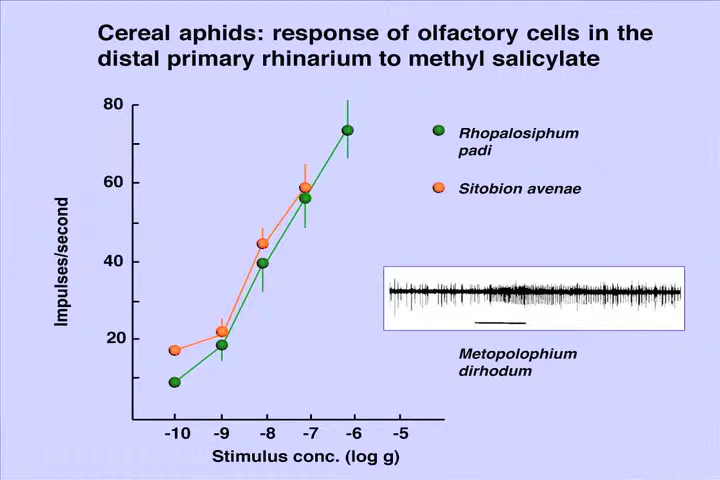 Cereal aphids: response of olfactory cells in the
distal primary rhinarium to methyl salicylate
80
60
40
20
Impulses/second
-10 -9 -8 -7 -6 -5
Stimulus conc. (log g)
Rhopalosiphum
padi
Sitobion avenae
Metopolophium
dirhodum